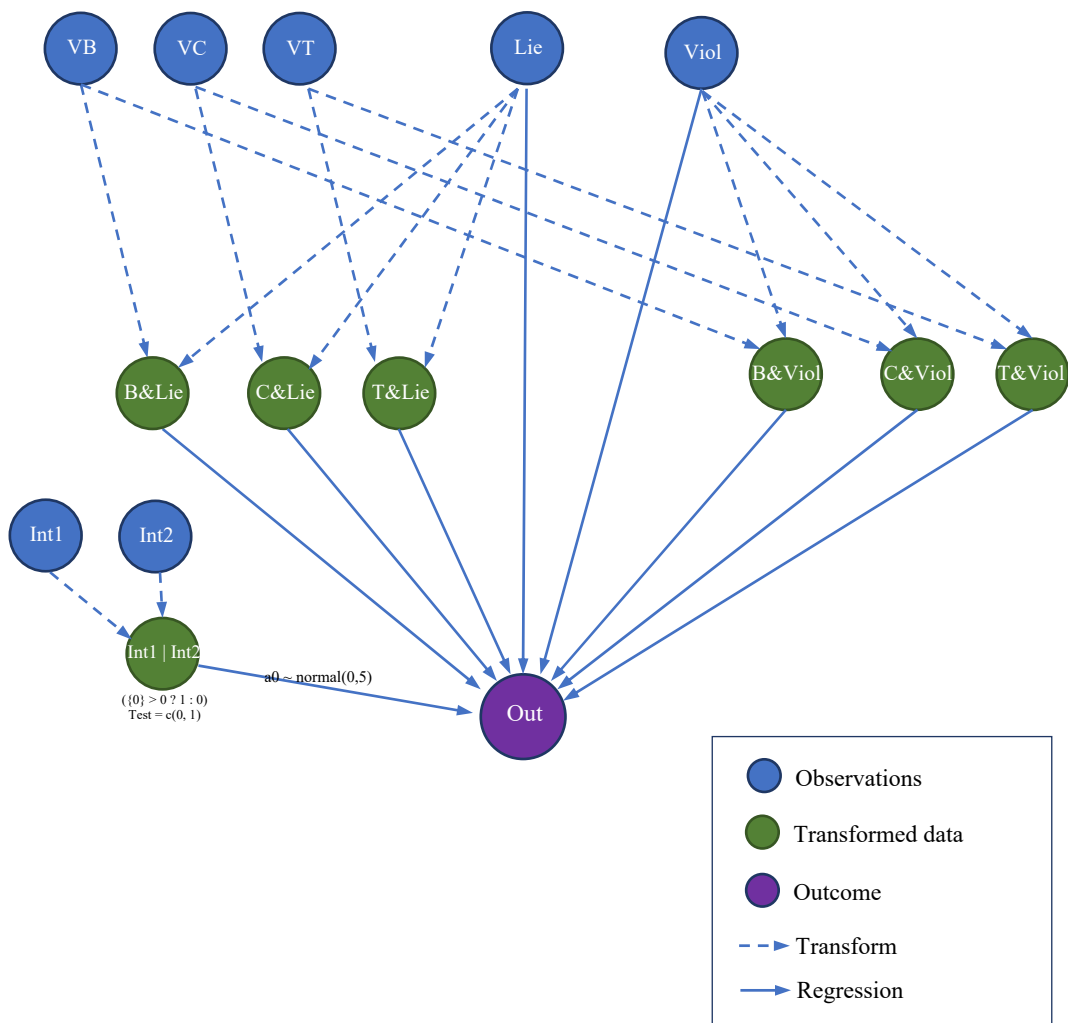 VB
VC
VT
Lie
Viol
B&Lie
C&Lie
T&Lie
B&Viol
C&Viol
T&Viol
Int1
Int2
Int1 | Int2
({0} > 0 ? 1 : 0)
Test = c(0, 1)
a0 ~ normal(0,5)
Out
Observations
Transformed data
Outcome
Transform
Regression